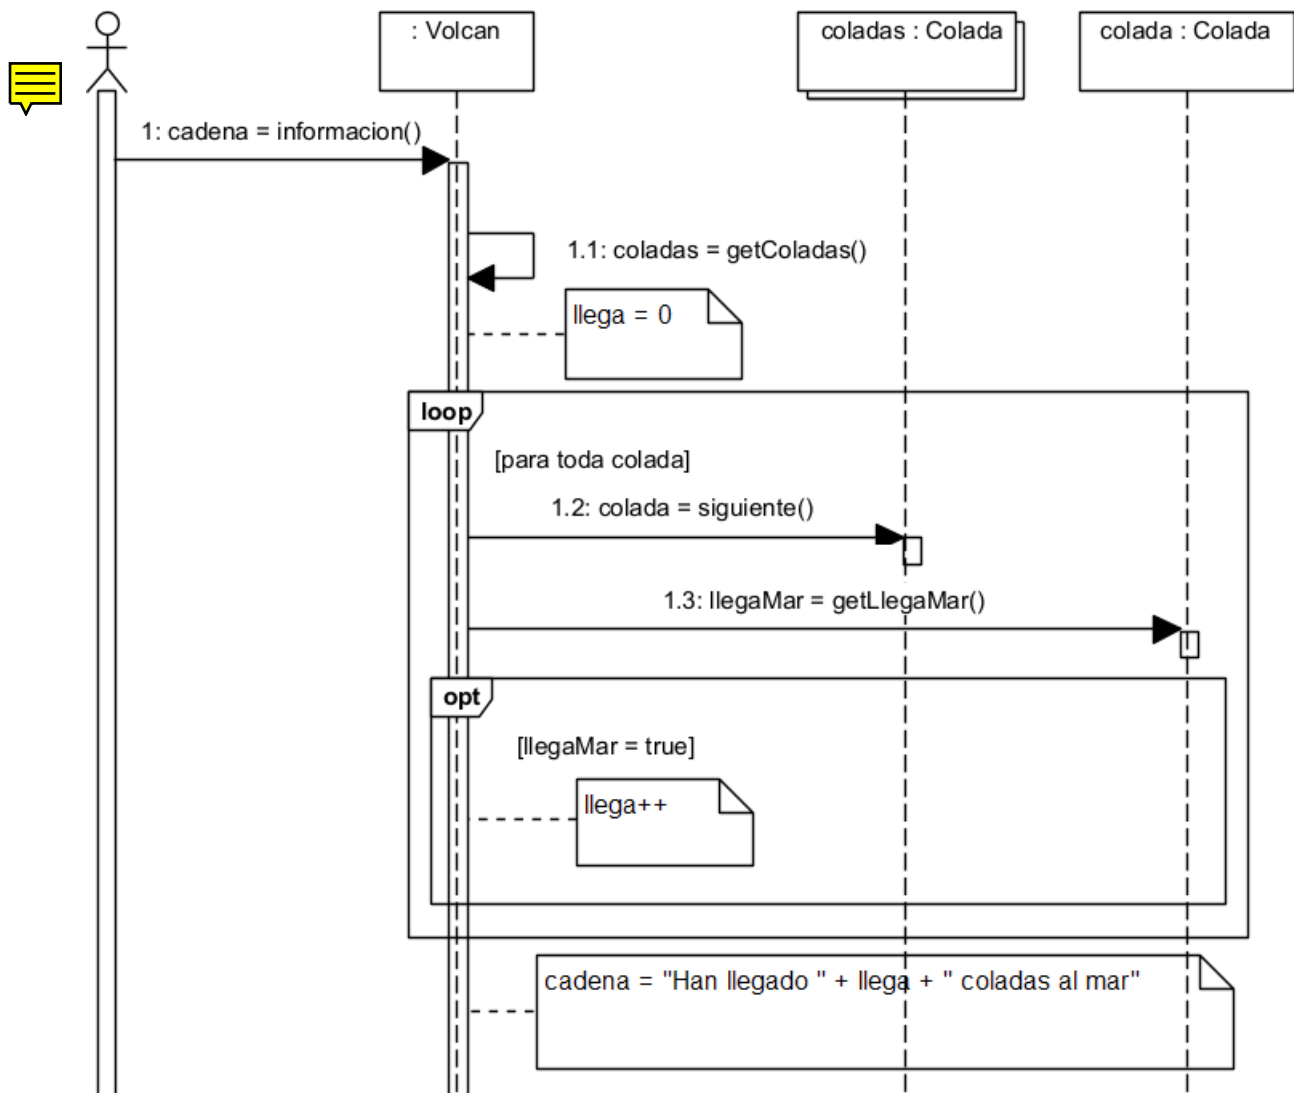 : Volcan
coladas : Colada
colada : Colada
1: cadena = informacion()
1.1: coladas = getColadas()
llega = 0
loop
[para toda colada]
1.2: colada = siguiente()
1.3: llegaMar = getLlegaMar()
opt
[llegaMar = true]
llega++
cadena = "Han llegado " + llega + " coladas al mar"